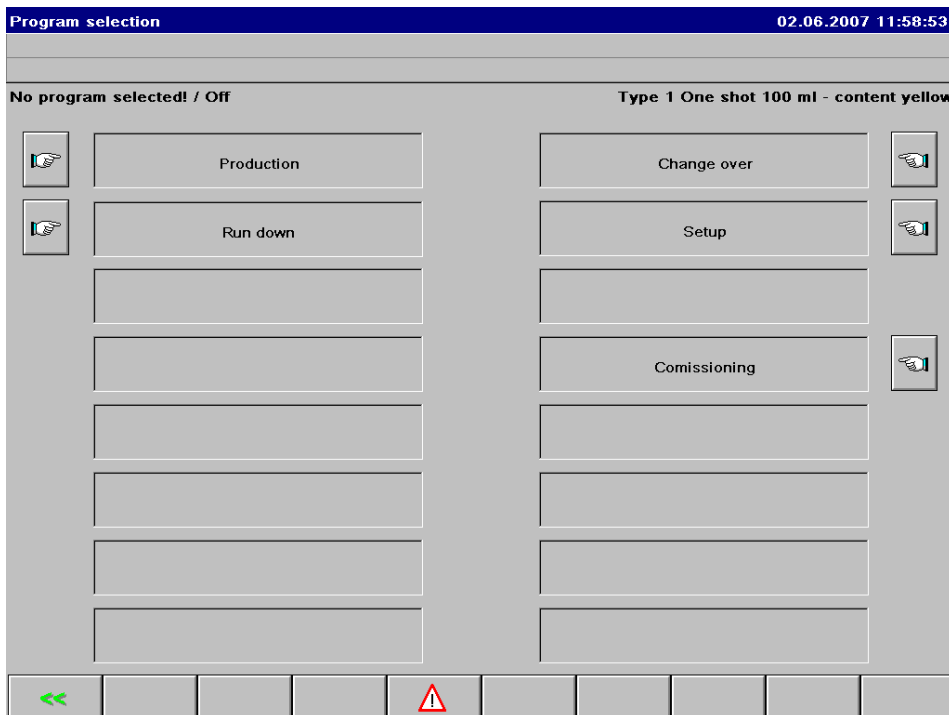 Program selection 02.06.2007 11:58:53
No program selected! / Off Type 1 One shot 100 ml - content yellow
Production Change over
Run down Setup
Comissioning
<<